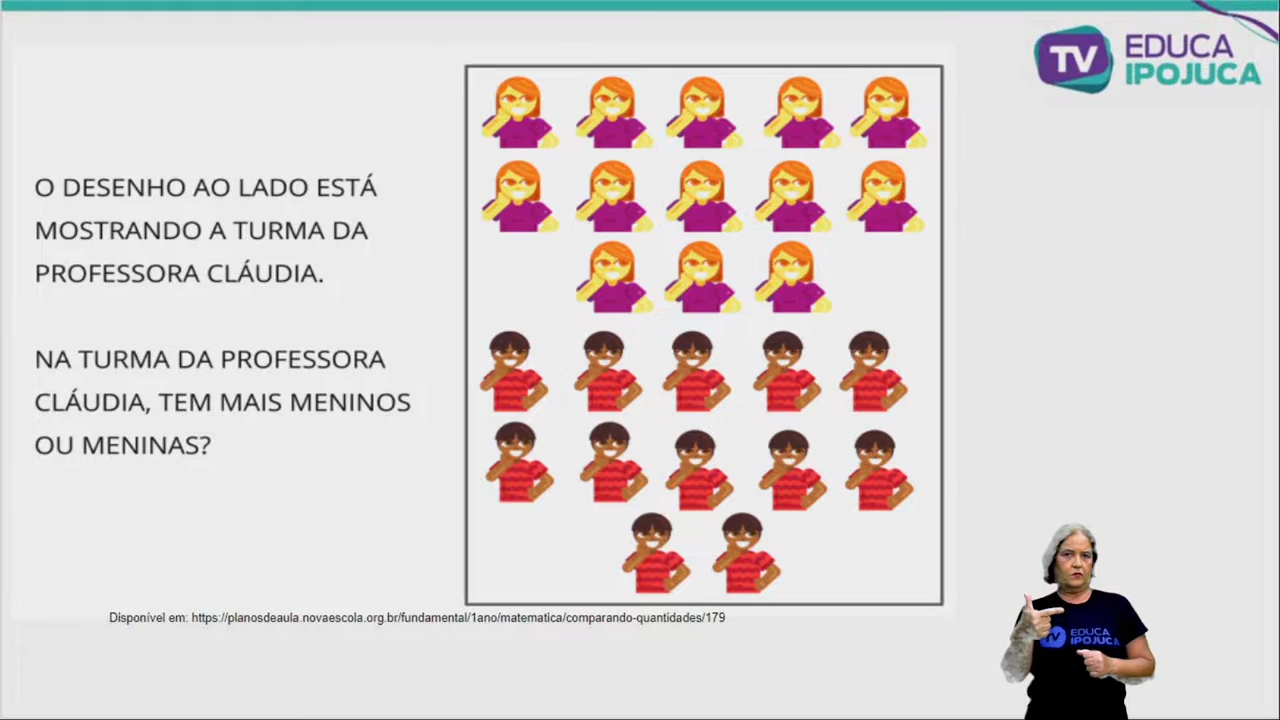 TV EDUCA
IPOJUCA
O DESENHO AO LADO ESTÁ
MOSTRANDO A TURMA DA
PROFESSORA CLÁUDIA.
NA TURMA DA PROFESSORA
CLÁUDIA, TEM MAIS MENINOS
OU MENINAS?
Disponível em: https://planosdeaula.novaescola.org.br/fundamental/1ano/matematica/comparando-quantidades/179
TV EDUCA
IPOJUCA